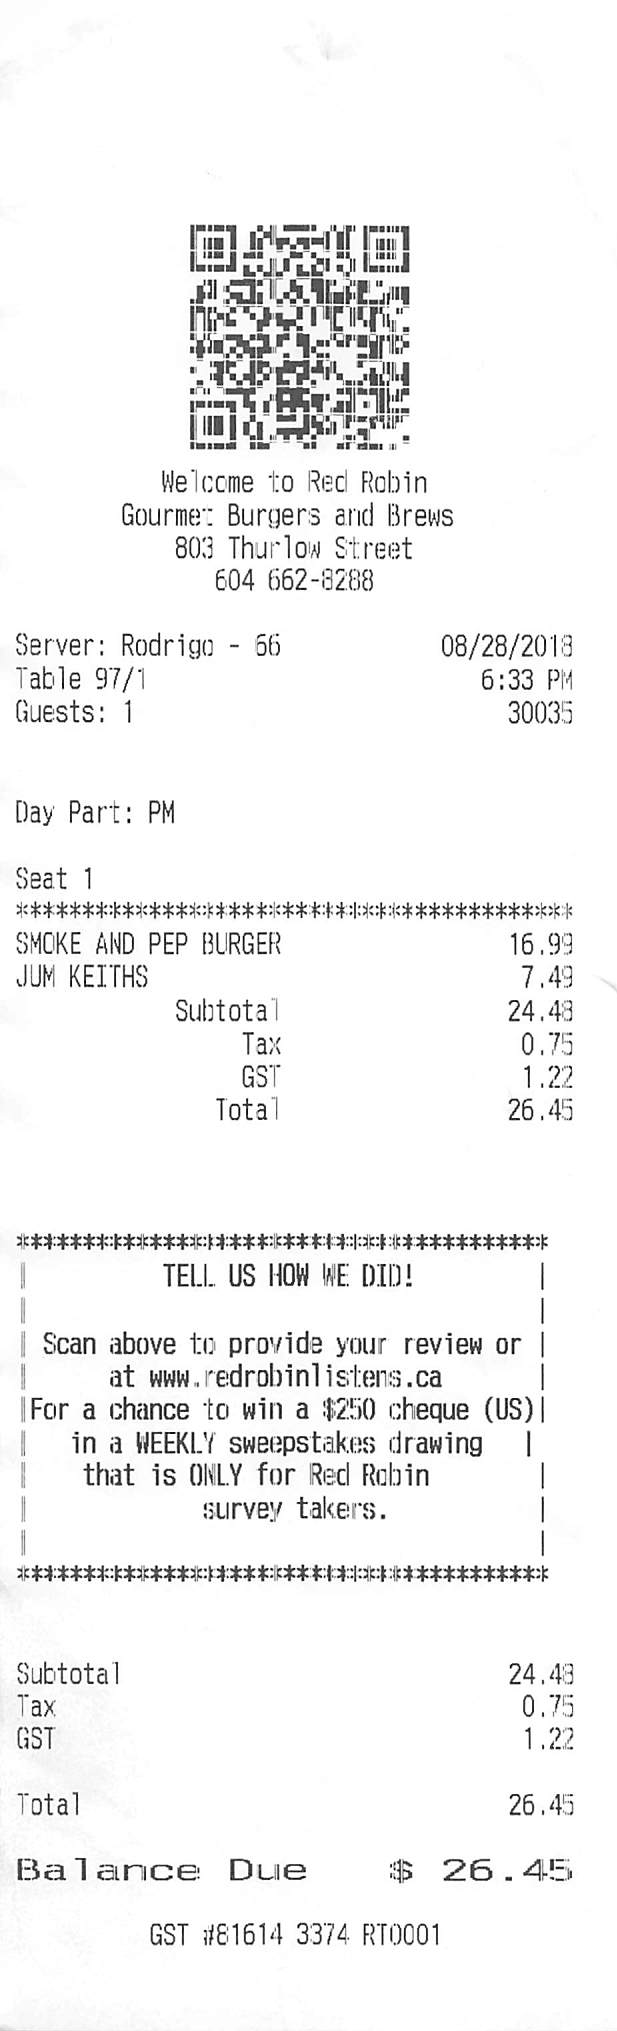 Welcome to Red Robin
Gourmet Burgers and Brews
803 Thurlow Street
604 662-8288
Server: Rodrigo - 66 08/28/2018
Table 97/1 6:33 PM
Guests: 1 30035
Day Part: PM
Seat 1
******************************************
SMOKE AND PEP BURGER 16.99
JUM KEITHS 7.49
Subtotal 24.48
Tax 0.75
GST 1.22
Total 26.45
****************************************
| TELL US HOW WE DID! |
| |
| Scan above to provide your review or |
| at www.redrobinlistens.ca |
|For a chance to win a $250 cheque (US)|
| in a WEEKLY sweepstakes drawing |
| that is ONLY for Red Robin |
| survey takers. |
| |
****************************************
Subtotal 24.48
Tax 0.75
GST 1.22
Total 26.45
Balance Due $ 26.45
GST #81614 3374 RT0001